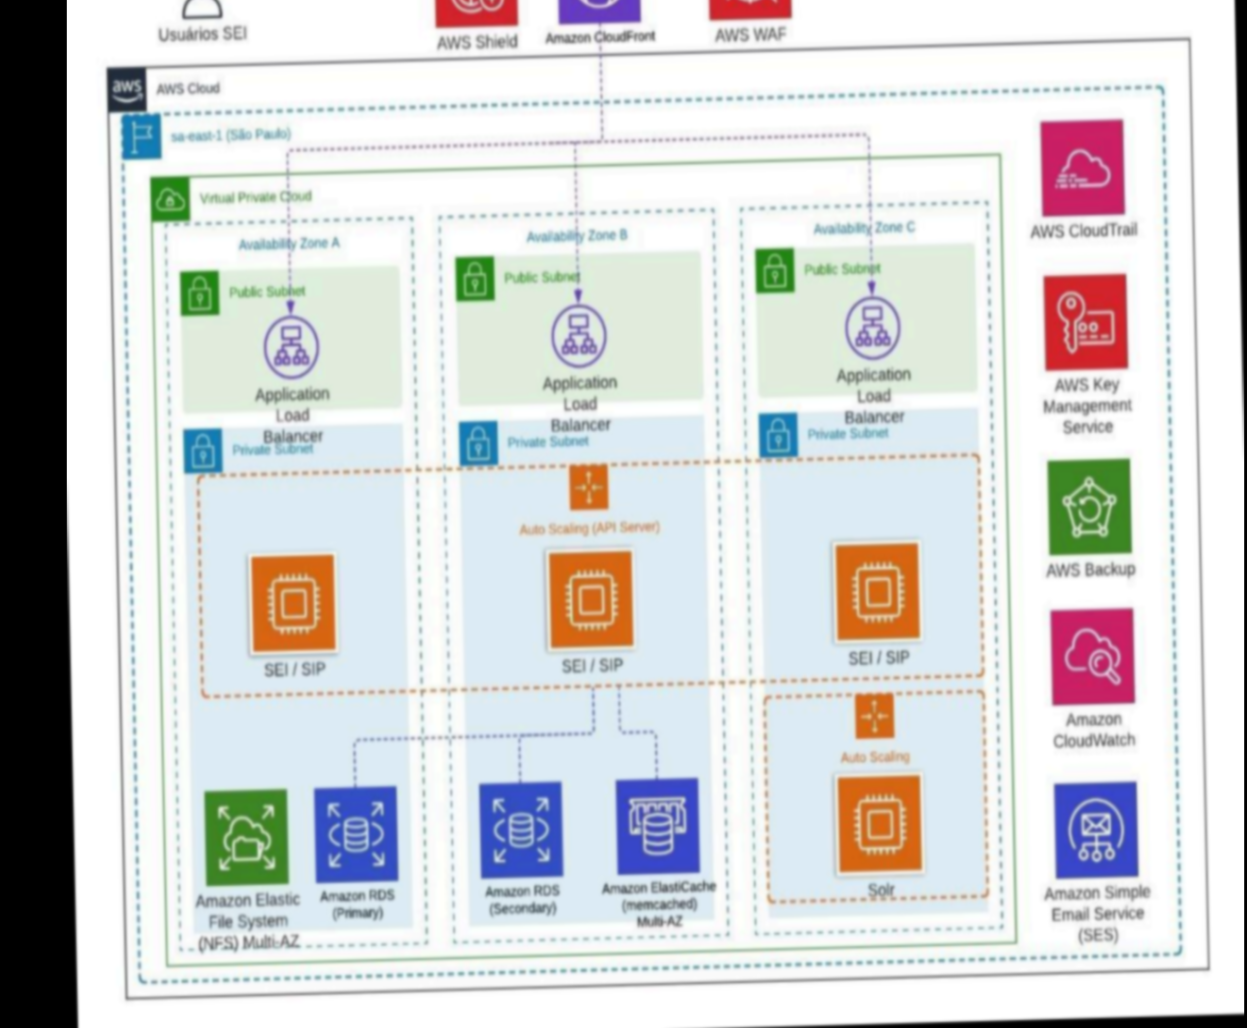 Usuários SEI
AWS Shield
Amazon CloudFront
AWS WAF
aws
AWS Cloud
sa-east-1 (São Paulo)
Virtual Private Cloud
Availability Zone A
Availability Zone B
Availability Zone C
Public Subnet
Public Subnet
Public Subnet
Application
Load
Balancer
Application
Load
Balancer
Application
Load
Balancer
Private Subnet
Private Subnet
Private Subnet
Auto Scaling (API Server)
SEI / SIP
SEI / SIP
SEI / SIP
Auto Scaling
Solr
Amazon Elastic
File System
(NFS) Multi-AZ
Amazon RDS
(Primary)
Amazon RDS
(Secondary)
Amazon ElastiCache
(memcached)
Multi-AZ
AWS CloudTrail
AWS Key
Management
Service
AWS Backup
Amazon
CloudWatch
Amazon Simple
Email Service
(SES)